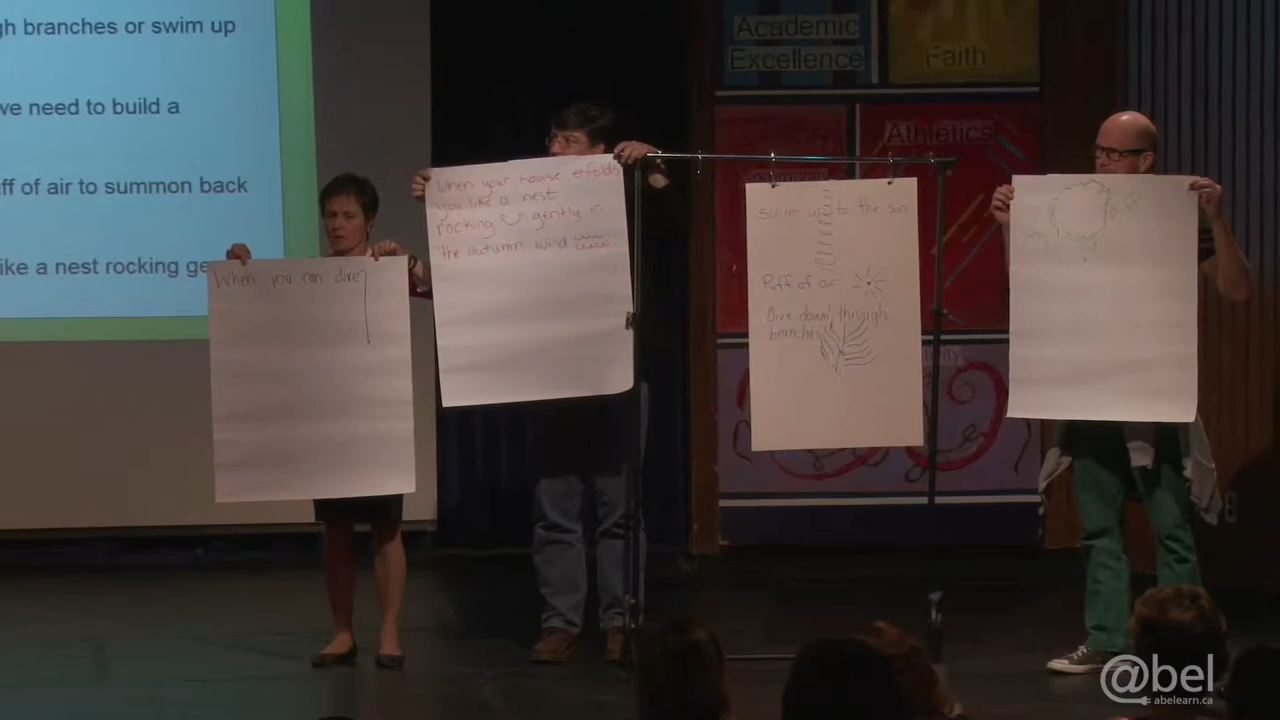 gh branches or swim up
we need to build a
ff of air to summon back
ike a nest rocking ge
When you can dive
When your house enfolds
you like a nest
rocking gently in
the autumn wind
swim up to the sun
Puff of air
Dive down through
branches
Academic
Excellence
Faith
Athletics
Community
@bel
abelearn.ca